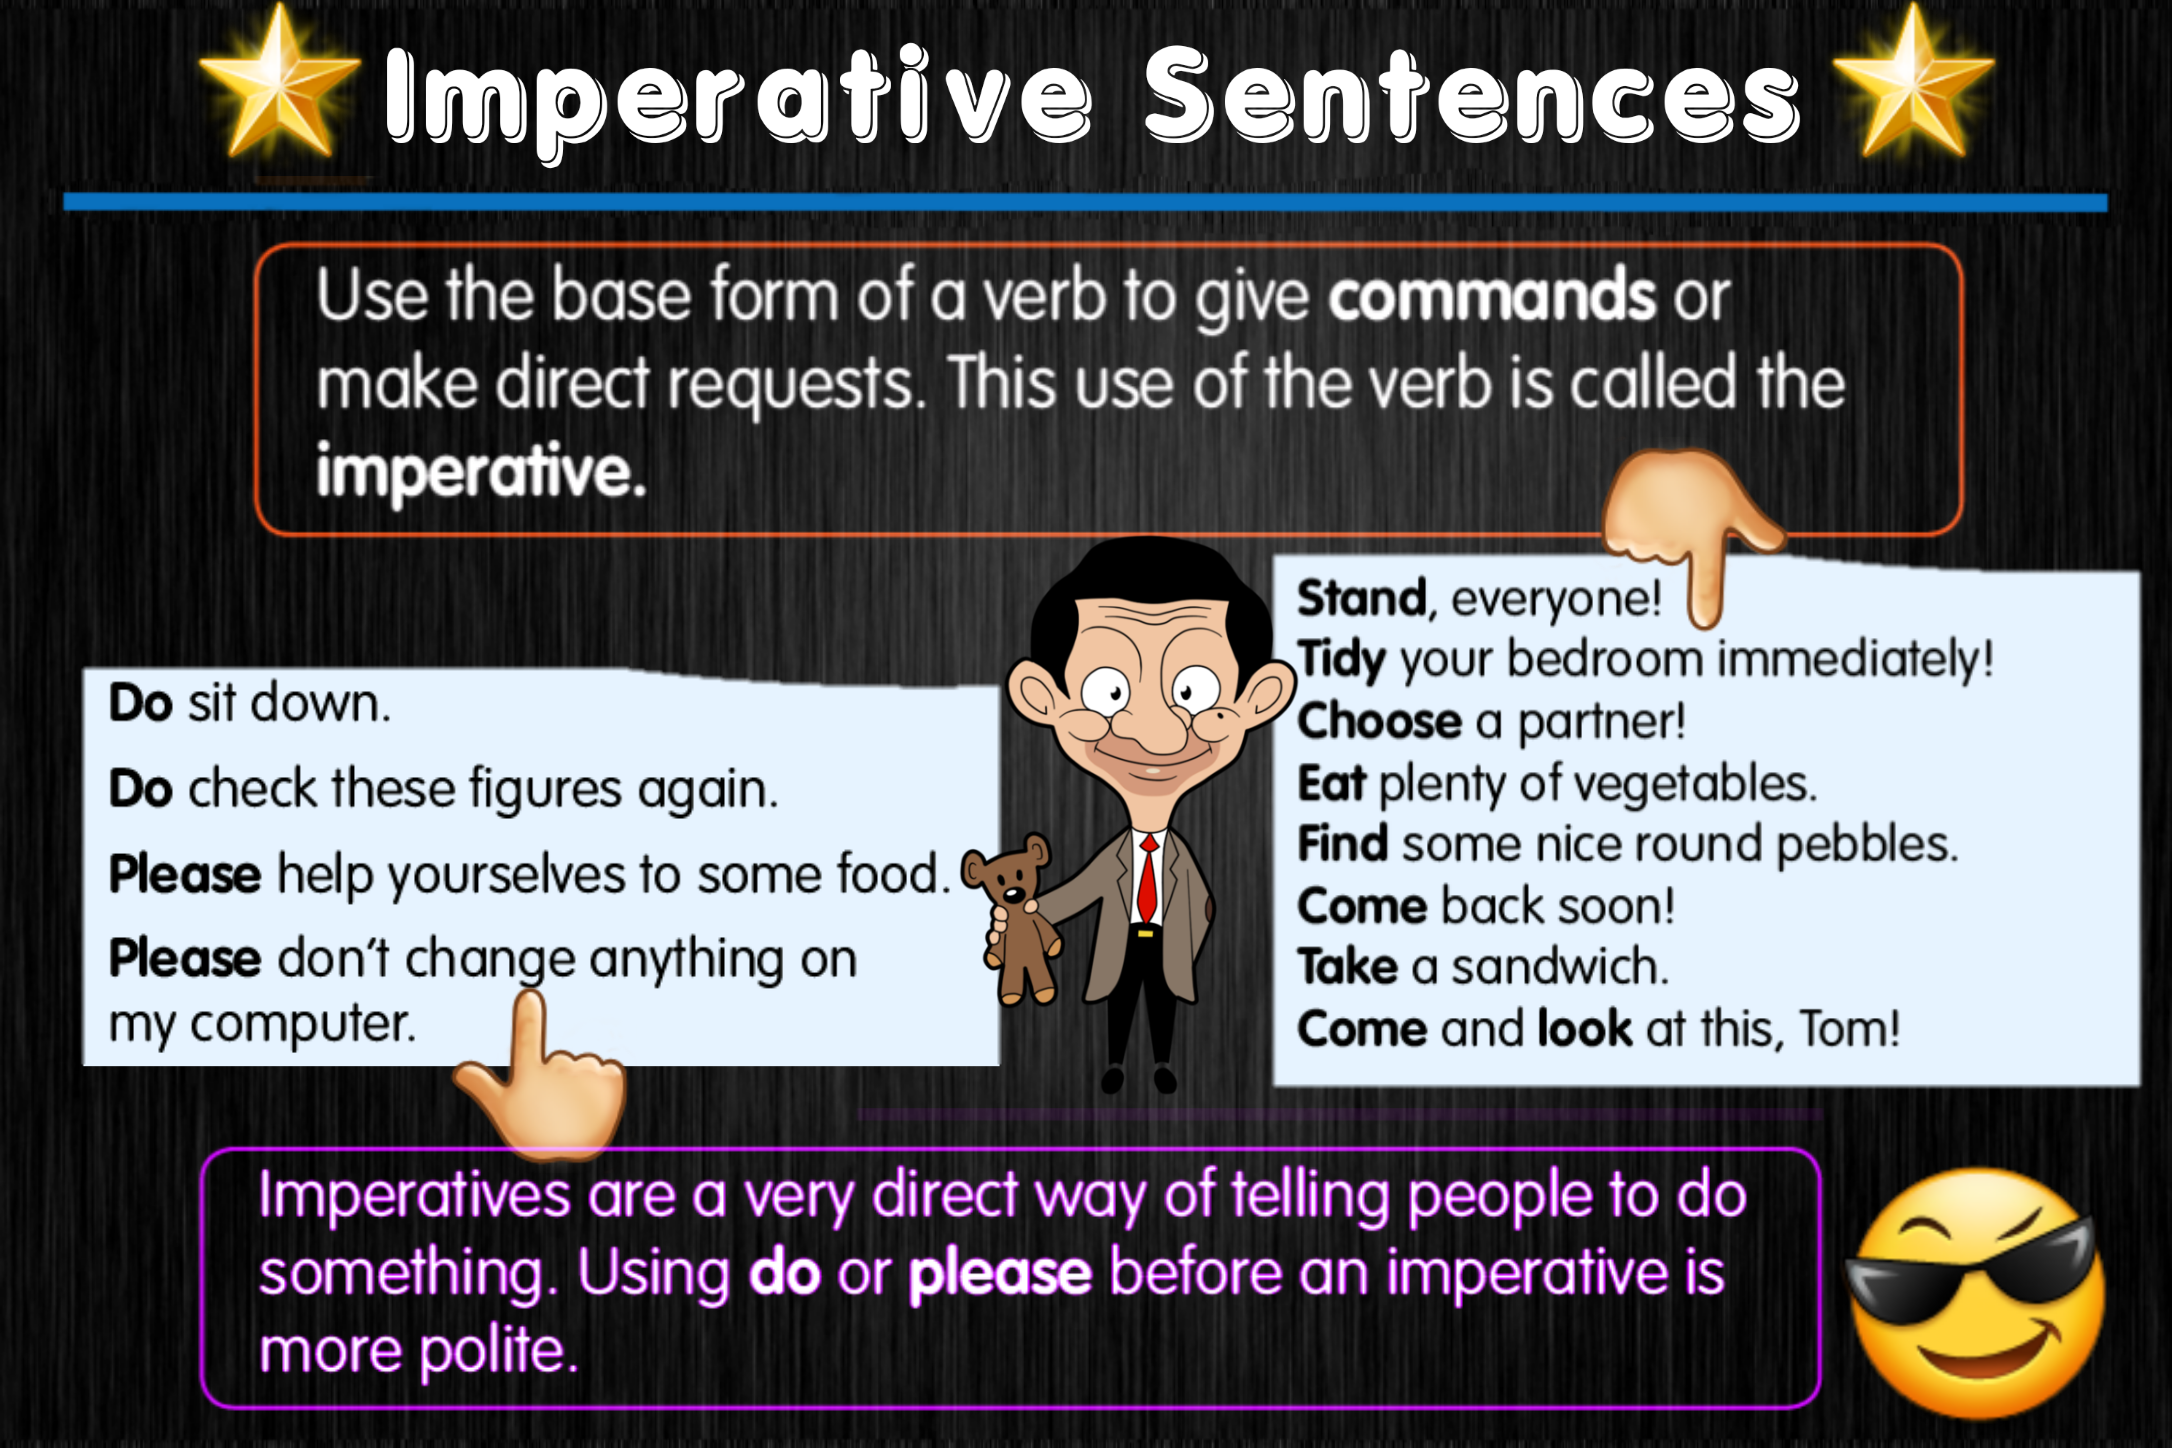 Imperative Sentences
Use the base form of a verb to give commands or
make direct requests. This use of the verb is called the
imperative.
Do sit down.
Do check these figures again.
Please help yourselves to some food.
Please don't change anything on
my computer.
Stand, everyone!
Tidy your bedroom immediately!
Choose a partner!
Eat plenty of vegetables.
Find some nice round pebbles.
Come back soon!
Take a sandwich.
Come and look at this, Tom!
Imperatives are a very direct way of telling people to do
something. Using do or please before an imperative is
more polite.